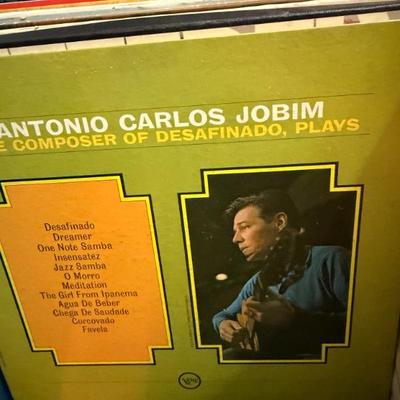 ANTONIO CARLOS JOBIM
E COMPOSER OF DESAFINADO, PLAYS
Desafinado
Dreamer
One Note Samba
Insensatez
Jazz Samba
O Morro
Meditation
The Girl From Ipanema
Agua De Beber
Chega De Saudade
Corcovado
Favela
Verve